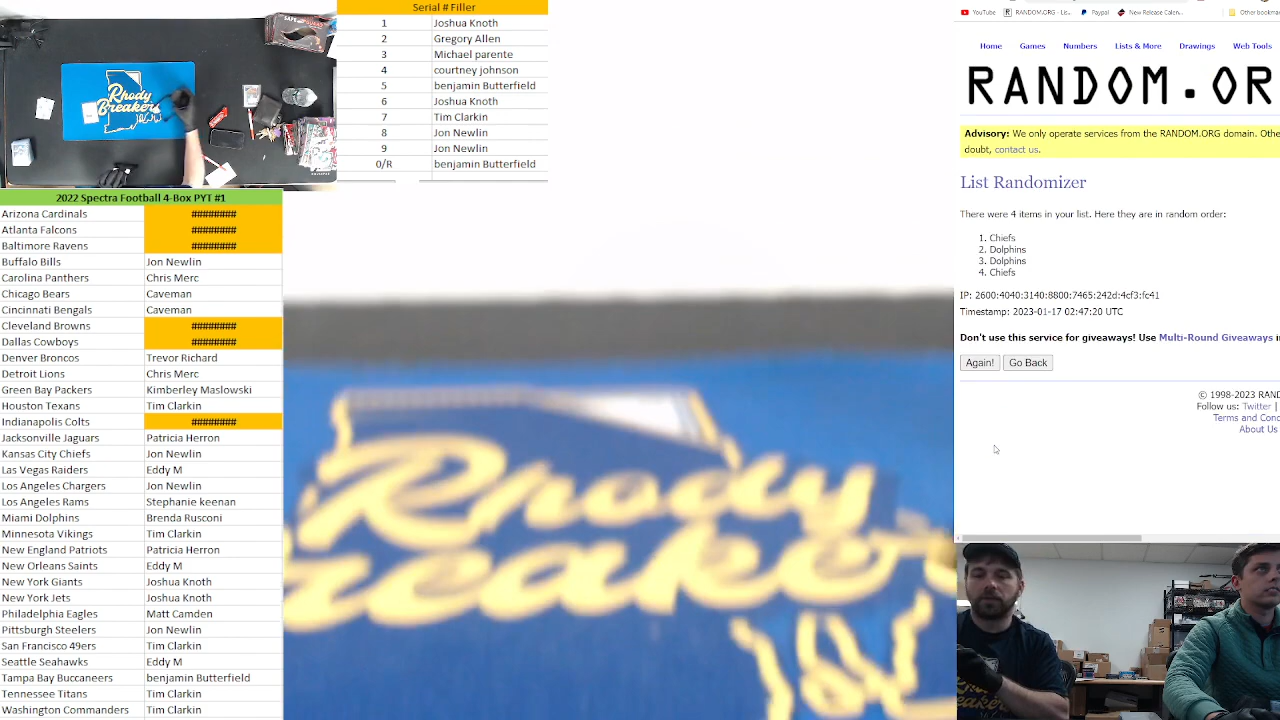 Serial # Filler
1 Joshua Knoth
2 Gregory Allen
3 Michael parente
4 courtney johnson
5 benjamin Butterfield
6 Joshua Knoth
7 Tim Clarkin
8 Jon Newlin
9 Jon Newlin
0/R benjamin Butterfield
Rhody
Breakers
2022 Spectra Football 4-Box PYT #1
Arizona Cardinals ########
Atlanta Falcons ########
Baltimore Ravens ########
Buffalo Bills Jon Newlin
Carolina Panthers Chris Merc
Chicago Bears Caveman
Cincinnati Bengals Caveman
Cleveland Browns ########
Dallas Cowboys ########
Denver Broncos Trevor Richard
Detroit Lions Chris Merc
Green Bay Packers Kimberley Maslowski
Houston Texans Tim Clarkin
Indianapolis Colts ########
Jacksonville Jaguars Patricia Herron
Kansas City Chiefs Jon Newlin
Las Vegas Raiders Eddy M
Los Angeles Chargers Jon Newlin
Los Angeles Rams Stephanie keenan
Miami Dolphins Brenda Rusconi
Minnesota Vikings Tim Clarkin
New England Patriots Patricia Herron
New Orleans Saints Eddy M
New York Giants Joshua Knoth
New York Jets Joshua Knoth
Philadelphia Eagles Matt Camden
Pittsburgh Steelers Jon Newlin
San Francisco 49ers Tim Clarkin
Seattle Seahawks Eddy M
Tampa Bay Buccaneers benjamin Butterfield
Tennessee Titans Tim Clarkin
Washington Commanders Tim Clarkin
Rhody
reaker
YouTube RANDOM.ORG - Lis... Paypal New Release Calen... Other bookma
Home Games Numbers Lists & More Drawings Web Tools
RANDOM.OR
Advisory: We only operate services from the RANDOM.ORG domain. Othe
doubt, contact us.
List Randomizer
There were 4 items in your list. Here they are in random order:
1. Chiefs
2. Dolphins
3. Dolphins
4. Chiefs
IP: 2600:4040:3140:8800:7465:242d:4cf3:fc41
Timestamp: 2023-01-17 02:47:20 UTC
Don't use this service for giveaways! Use Multi-Round Giveaways i
Again! Go Back
© 1998-2023 RAND
Follow us: Twitter |
Terms and Cond
About Us